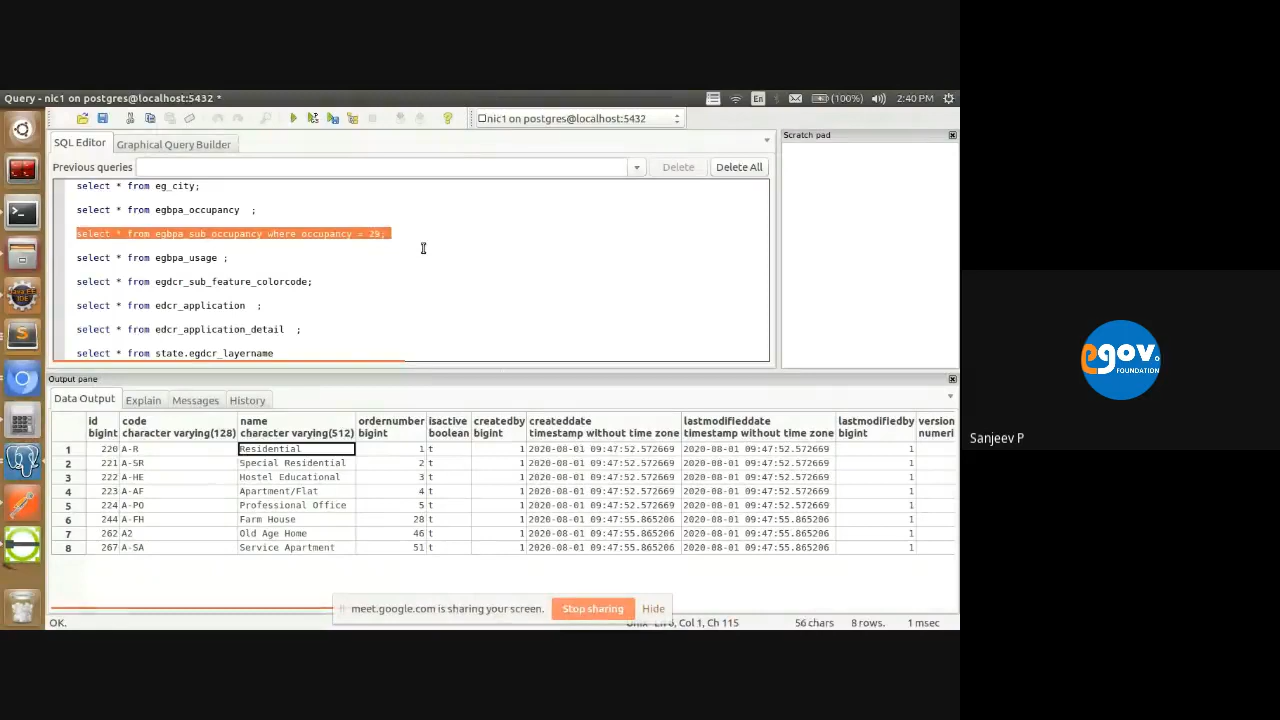 Query - nic1 on postgres@localhost:5432 *
En
(100%)
2:40 PM
nic1 on postgres@localhost:5432
SQL Editor
Graphical Query Builder
Scratch pad
Previous queries
Delete
Delete All
select * from eg_city;
select * from egbpa_occupancy ;
select * from egbpa_sub_occupancy where occupancy = 29;
select * from egbpa_usage ;
select * from egdcr_sub_feature_colorcode;
select * from edcr_application ;
select * from edcr_application_detail ;
select * from state.egdcr_layername
Output pane
Data Output
Explain
Messages
History
id code name ordernumber isactive createdby createddate lastmodifieddate lastmodifiedby version
bigint character varying(128) character varying(512) bigint boolean bigint timestamp without time zone timestamp without time zone bigint numeri
1 220 A-R Residential 1 t 1 2020-08-01 09:47:52.572669 2020-08-01 09:47:52.572669 1
2 221 A-SR Special Residential 2 t 1 2020-08-01 09:47:52.572669 2020-08-01 09:47:52.572669 1
3 222 A-HE Hostel Educational 3 t 1 2020-08-01 09:47:52.572669 2020-08-01 09:47:52.572669 1
4 223 A-AF Apartment/Flat 4 t 1 2020-08-01 09:47:52.572669 2020-08-01 09:47:52.572669 1
5 224 A-PO Professional Office 5 t 1 2020-08-01 09:47:52.572669 2020-08-01 09:47:52.572669 1
6 244 A-FH Farm House 28 t 1 2020-08-01 09:47:55.865206 2020-08-01 09:47:55.865206 1
7 262 A2 Old Age Home 46 t 1 2020-08-01 09:47:55.865206 2020-08-01 09:47:55.865206 1
8 267 A-SA Service Apartment 51 t 1 2020-08-01 09:47:55.865206 2020-08-01 09:47:55.865206 1
meet.google.com is sharing your screen.
Stop sharing
Hide
OK.
Col 1, Ch 115
56 chars
8 rows.
1 msec
egov.
FOUNDATION
Sanjeev P